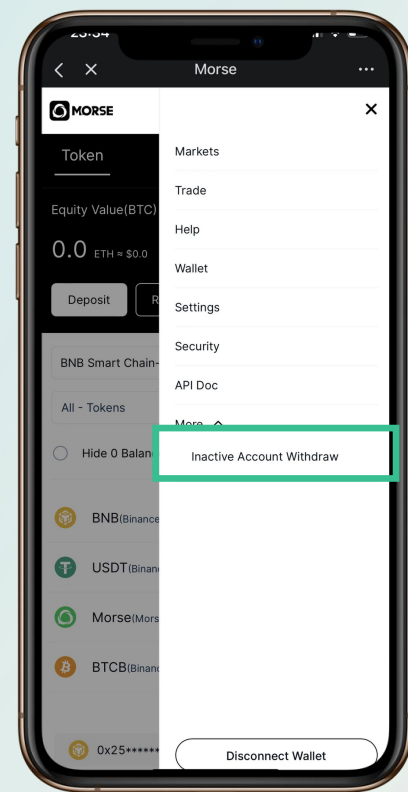 Morse
MORSE
Token
Equity Value(BTC)
0.0 ETH ≈ $0.0
Deposit
R
BNB Smart Chain-
All - Tokens
Hide 0 Balan
BNB(Binance
USDT(Binan
Morse(Mors
BTCB(Binanc
0x25*****
Markets
Trade
Help
Wallet
Settings
Security
API Doc
More
Inactive Account Withdraw
Disconnect Wallet